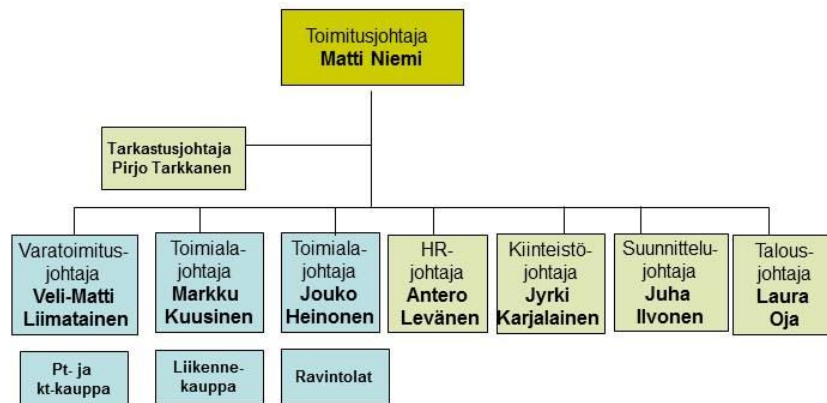 Toimitusjohtaja
Matti Niemi
Tarkastusjohtaja
Pirjo Tarkkanen
Varatoimitus-
johtaja
Veli-Matti
Liimatainen
Toimiala-
johtaja
Markku
Kuusinen
Toimiala-
johtaja
Jouko
Heinonen
HR-
johtaja
Antero
Levänen
Kiinteistö-
johtaja
Jyrki
Karjalainen
Suunnittelu-
johtaja
Juha
Ilvonen
Talous-
johtaja
Laura
Oja
Pt- ja
kt-kauppa
Liikenne-
kauppa
Ravintolat